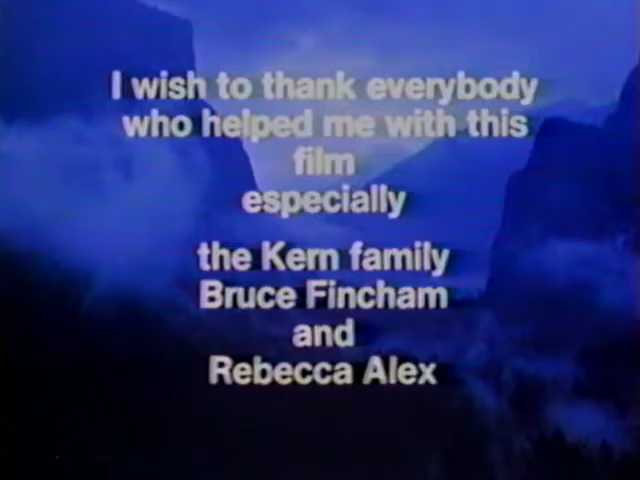 I wish to thank everybody
who helped me with this
film
especially
the Kern family
Bruce Fincham
and
Rebecca Alex